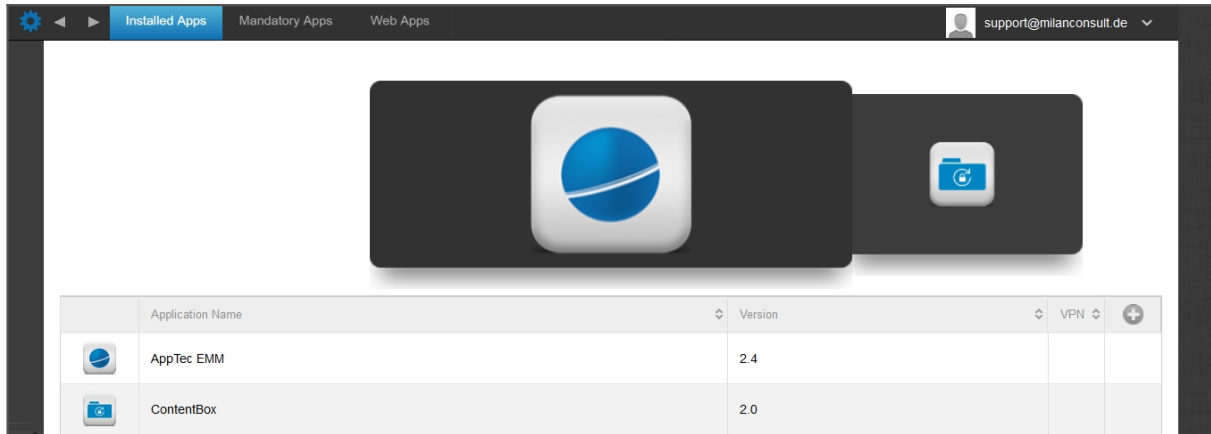 Installed Apps Mandatory Apps Web Apps support@milanconsult.de
Application Name Version VPN
AppTec EMM 2.4
ContentBox 2.0